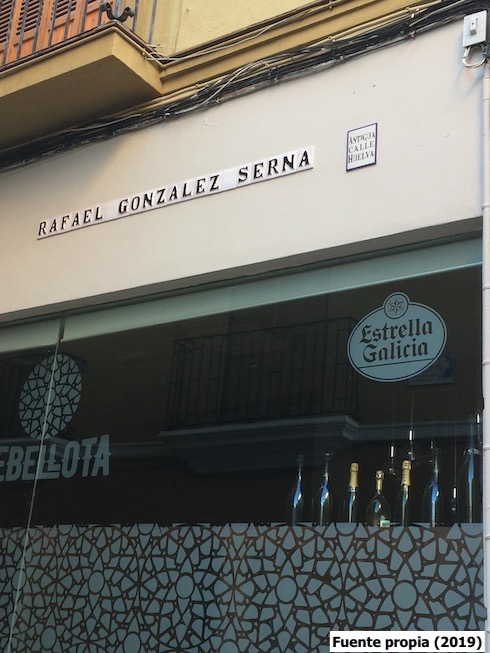 RAFAEL GONZALEZ SERNA
ANTIGUA
CALLE
HUELVA
Estrella
Galicia
EBELLOTA
Fuente propia (2019)